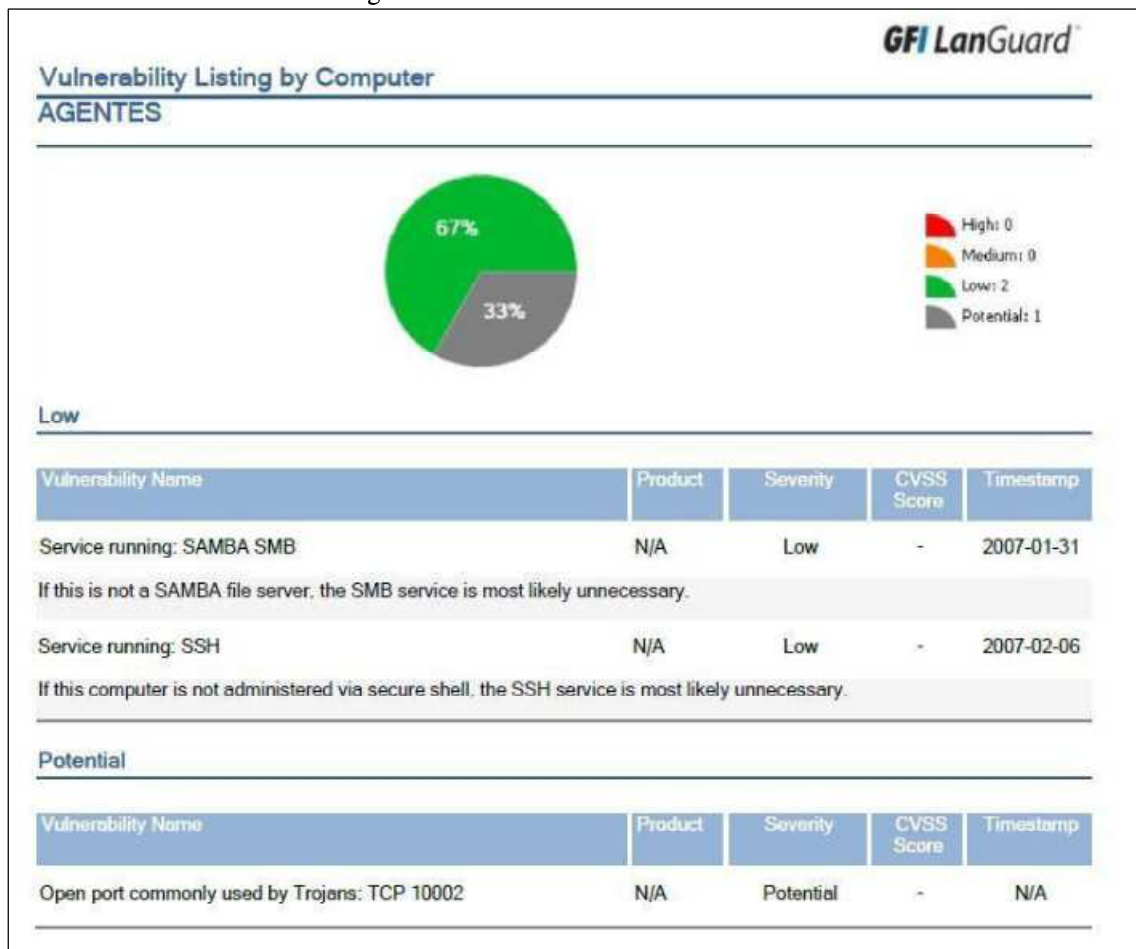 GFI LanGuard
Vulnerability Listing by Computer
AGENTES
67%
33%
High: 0
Medium: 0
Low: 2
Potential: 1
Low
Vulnerability Name Product Severity CVSS Score Timestamp
Service running: SAMBA SMB N/A Low - 2007-01-31
If this is not a SAMBA file server, the SMB service is most likely unnecessary.
Service running: SSH N/A Low - 2007-02-06
If this computer is not administered via secure shell, the SSH service is most likely unnecessary.
Potential
Vulnerability Name Product Severity CVSS Score Timestamp
Open port commonly used by Trojans: TCP 10002 N/A Potential - N/A